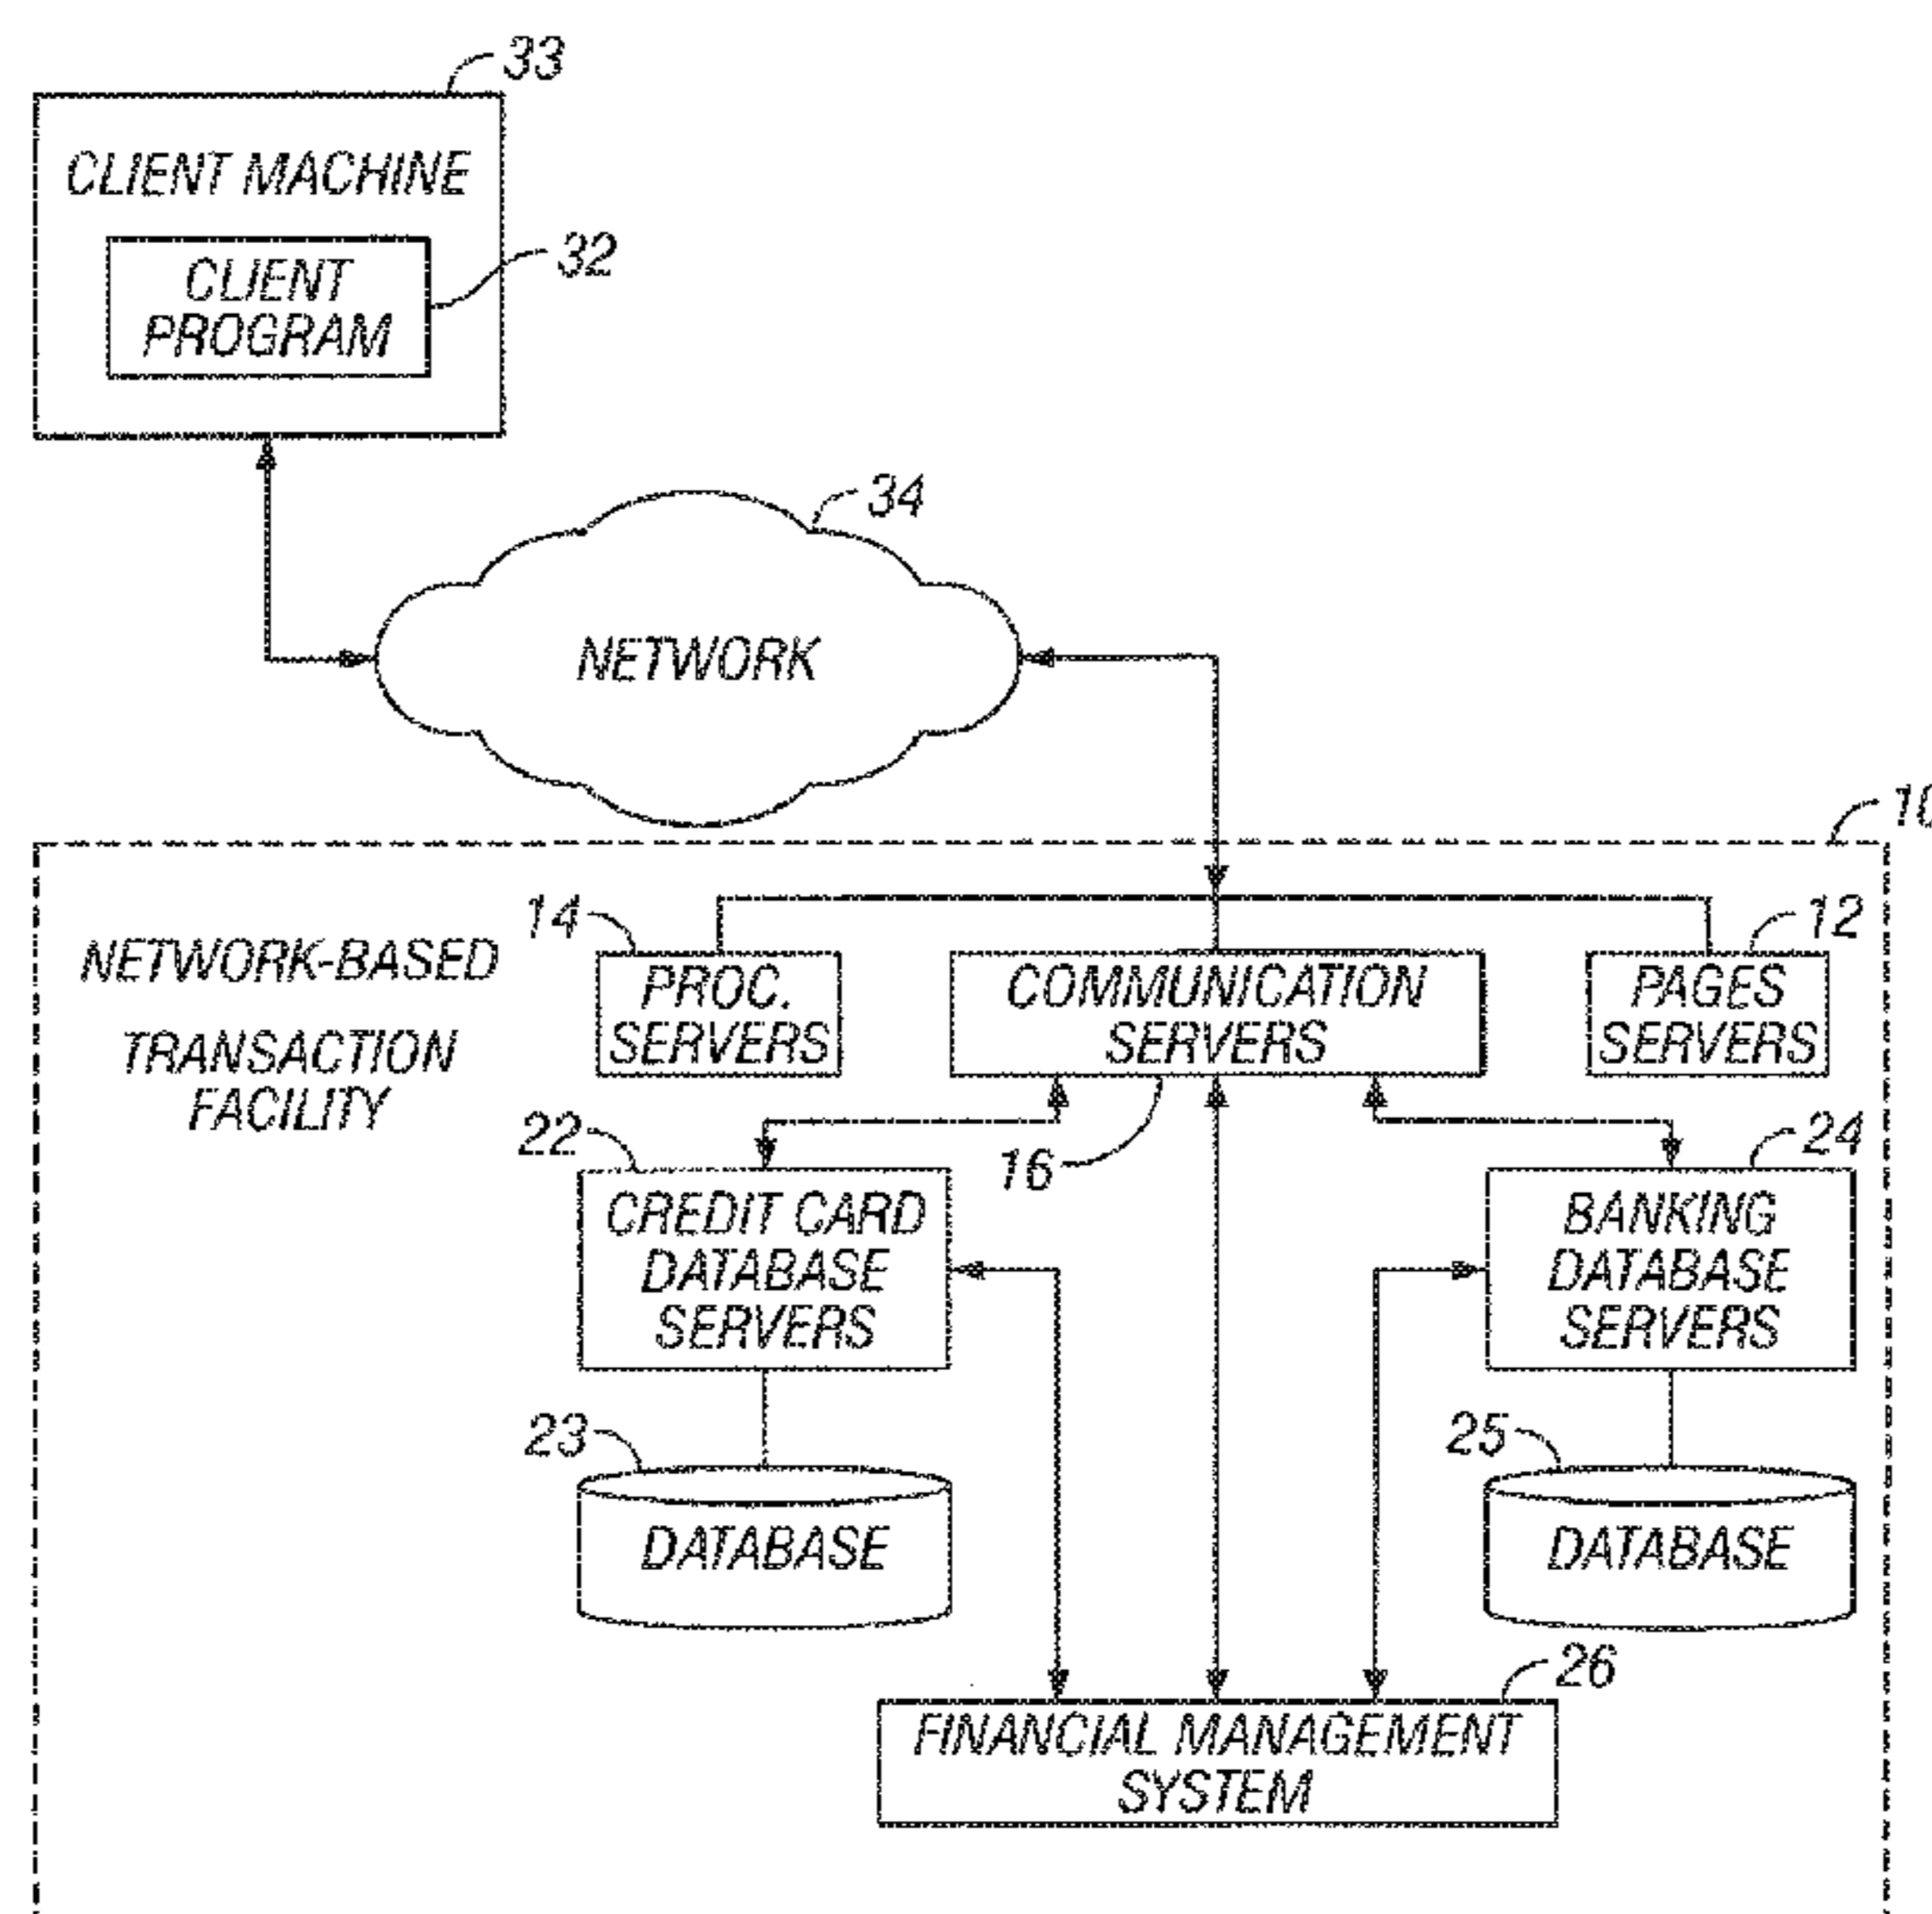 33
CLIENT MACHINE
32
CLIENT
PROGRAM
34
NETWORK
10
NETWORK-BASED
TRANSACTION
FACILITY
14
PROC.
SERVERS
COMMUNICATION
SERVERS
16
12
PAGES
SERVERS
22
CREDIT CARD
DATABASE
SERVERS
24
BANKING
DATABASE
SERVERS
23
DATABASE
25
DATABASE
26
FINANCIAL MANAGEMENT
SYSTEM